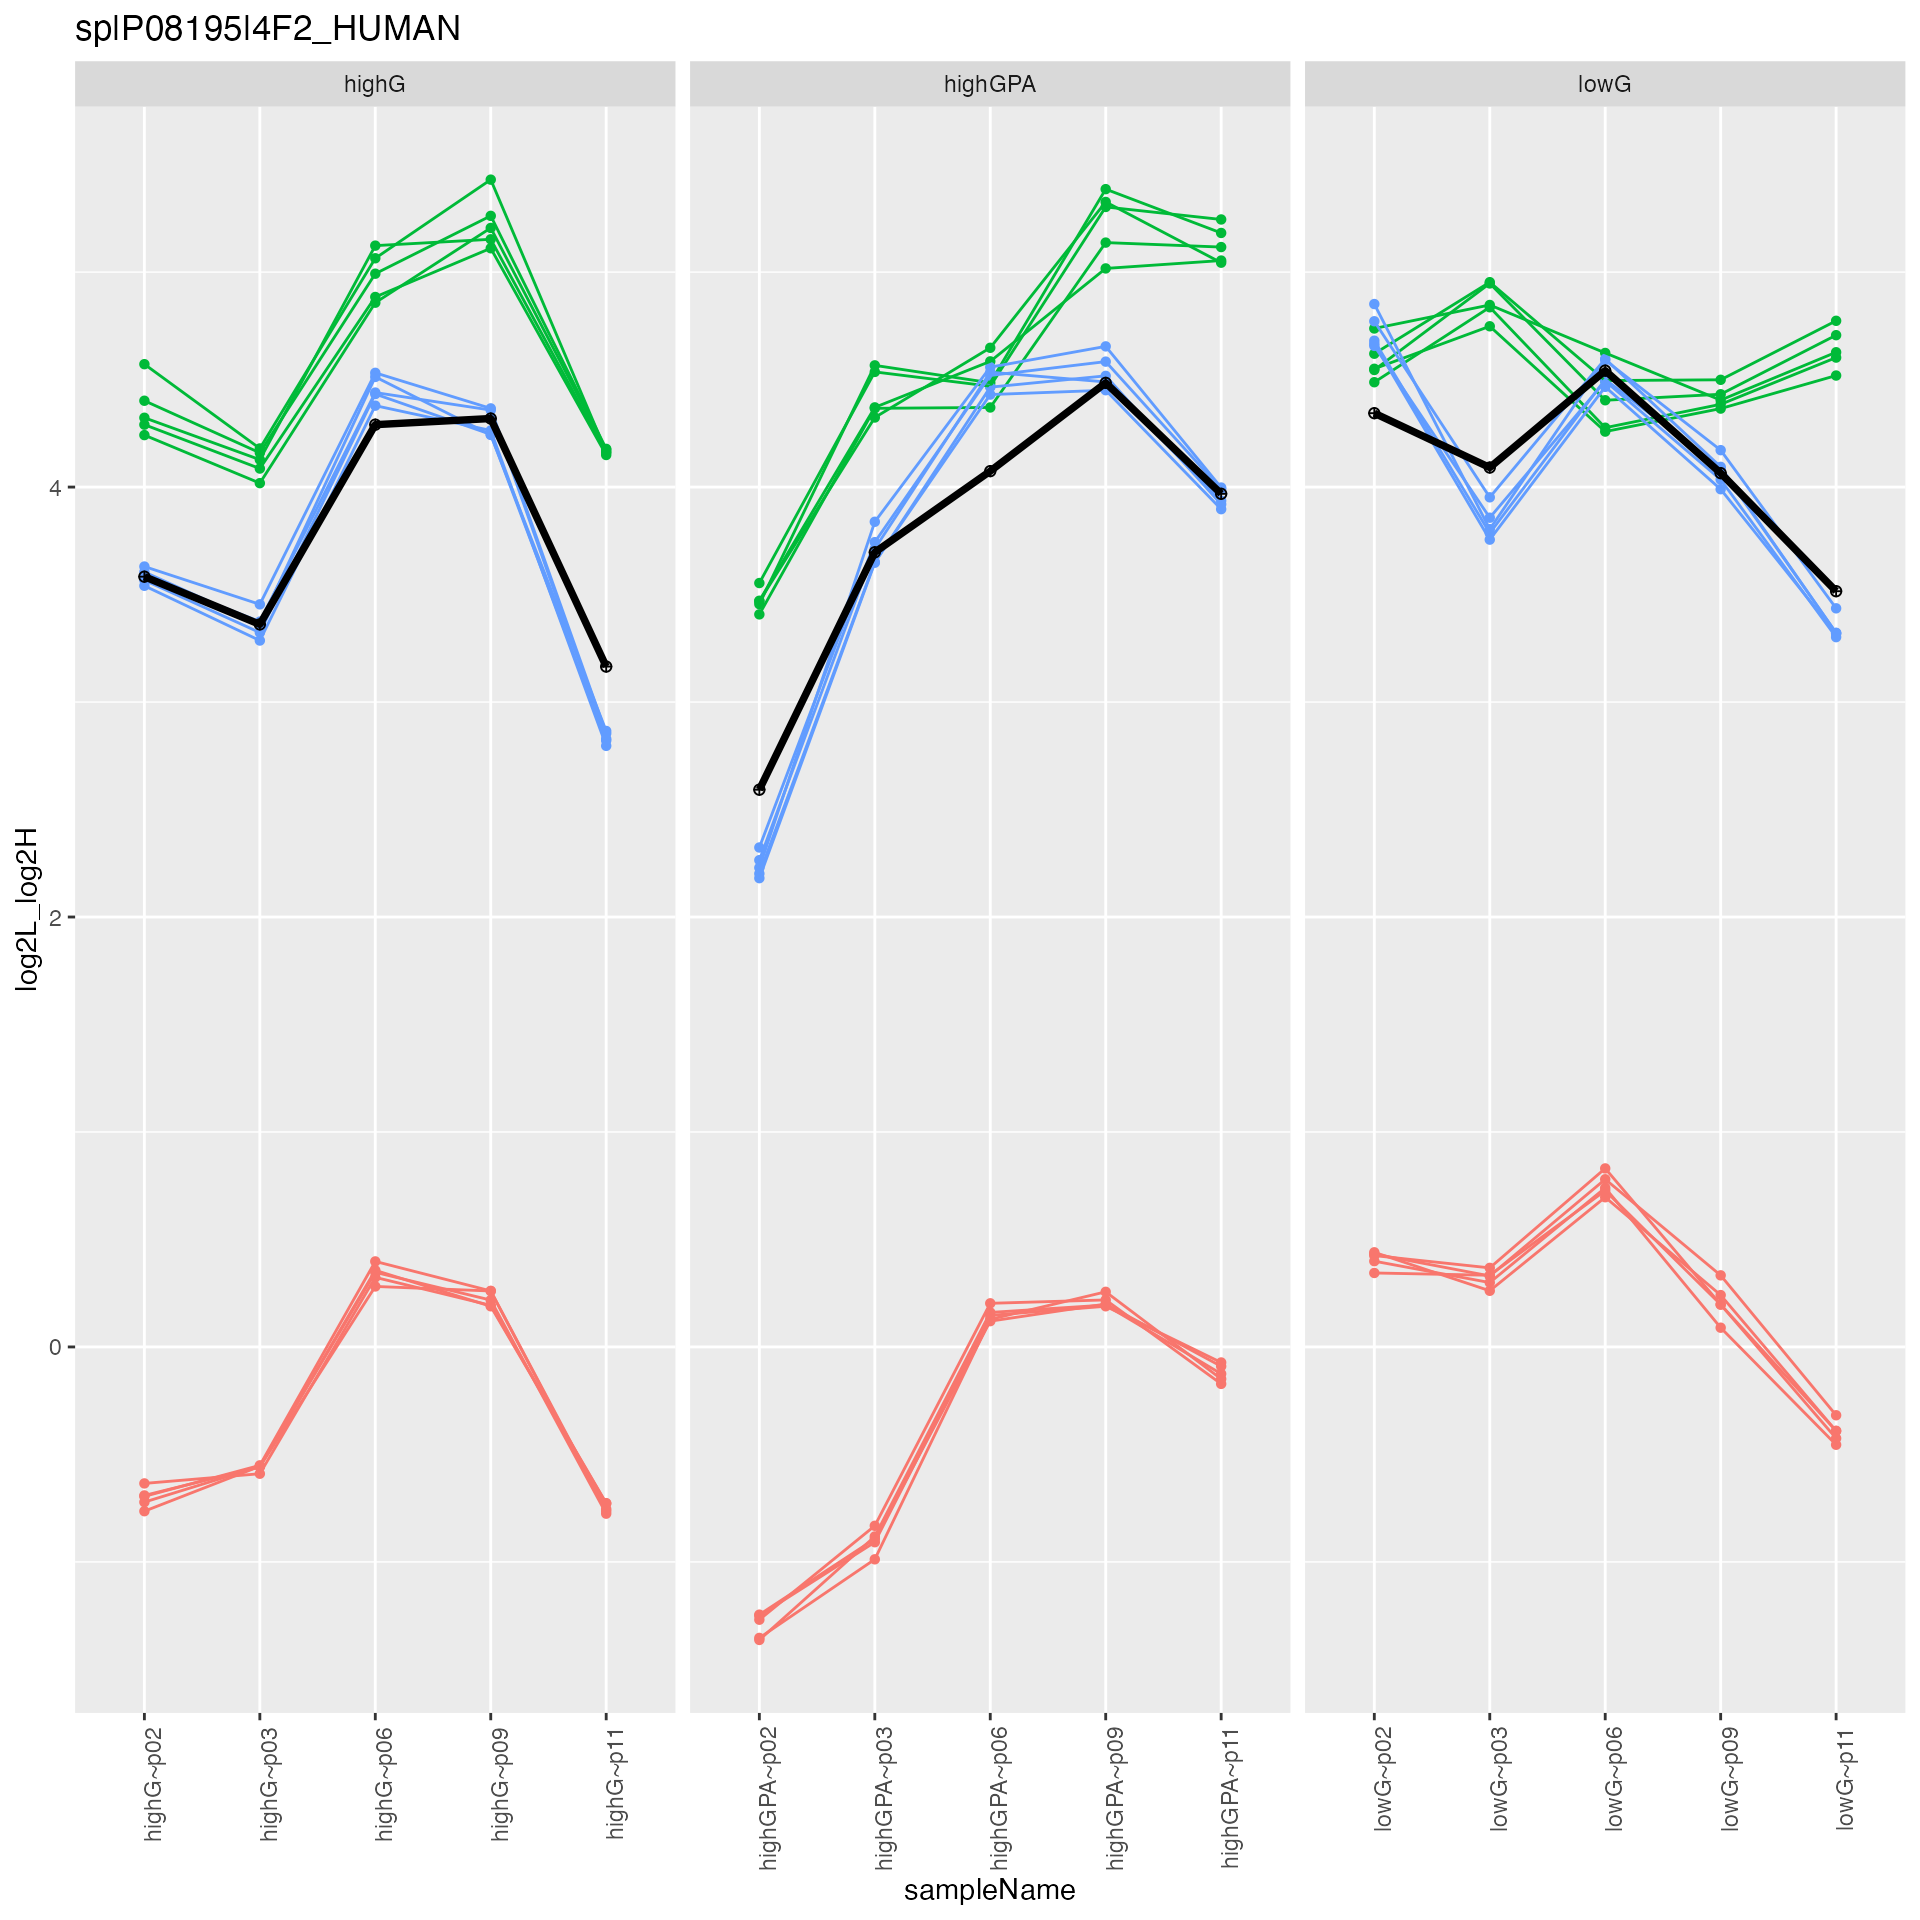 sp|P08195|4F2_HUMAN
highG
highGPA
lowG
4
2
0
log2L_log2H
highG~p02
highG~p03
highG~p06
highG~p09
highG~p11
highGPA~p02
highGPA~p03
highGPA~p06
highGPA~p09
highGPA~p11
lowG~p02
lowG~p03
lowG~p06
lowG~p09
lowG~p11
sampleName